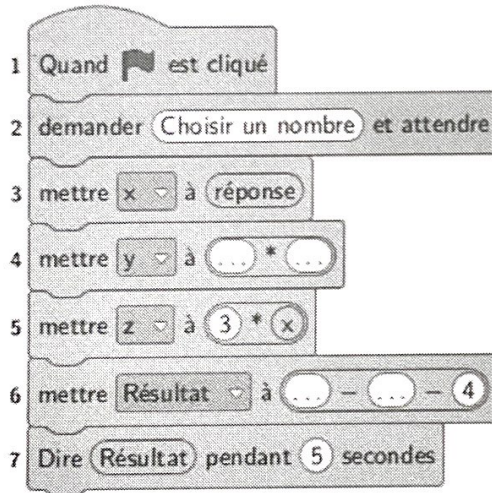 1 Quand est cliqué
2 demander Choisir un nombre et attendre
3 mettre x à réponse
4 mettre y à ... * ...
5 mettre z à 3 * x
6 mettre Résultat à ... - ... - 4
7 Dire Résultat pendant 5 secondes